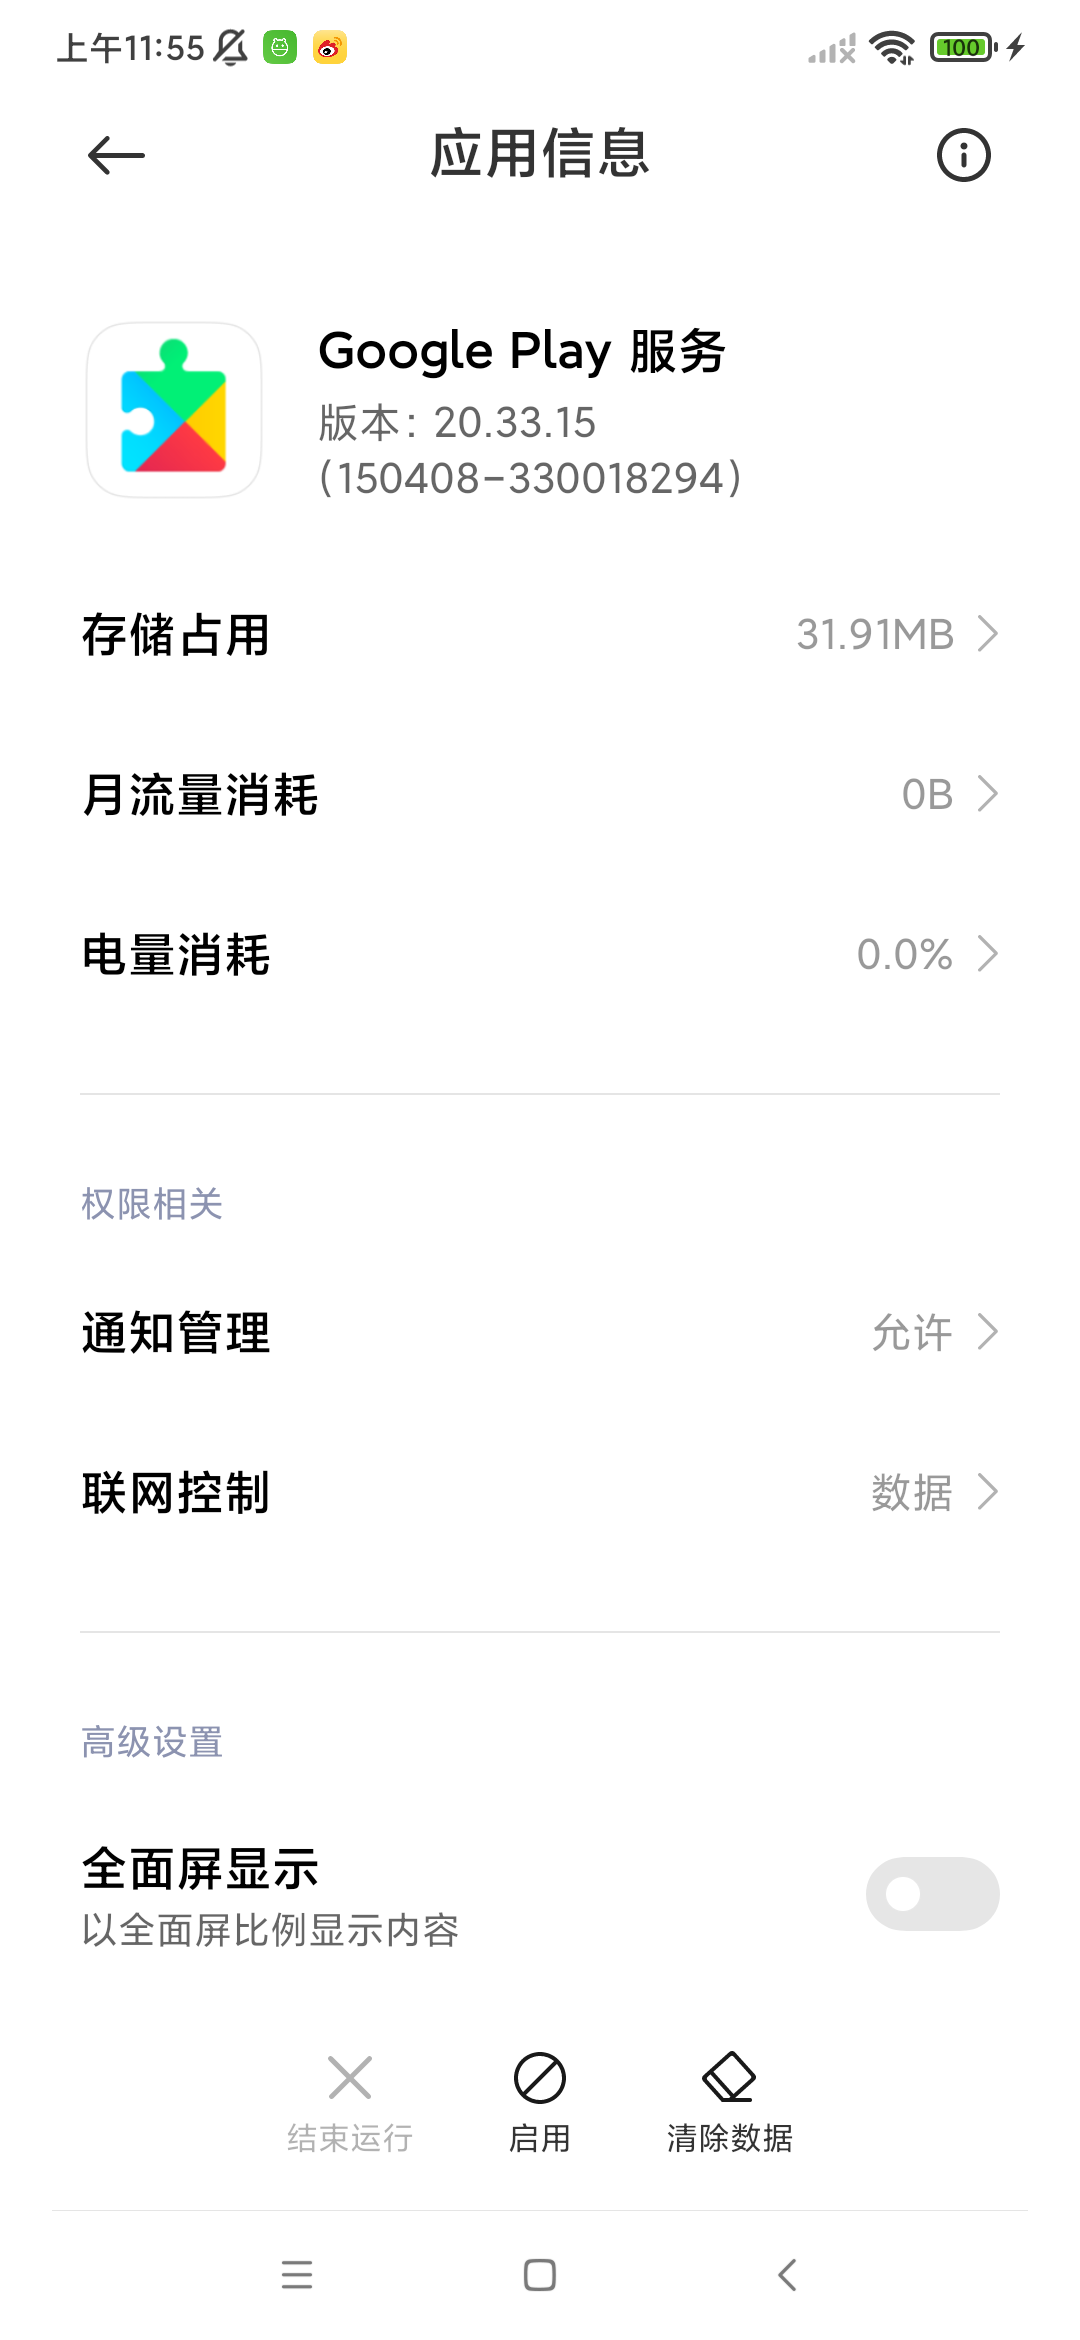 上午11:55
100
应用信息
Google Play 服务
版本: 20.33.15
(150408-330018294)
存储占用
31.91MB
月流量消耗
0B
电量消耗
0.0%
权限相关
通知管理
允许
联网控制
数据
高级设置
全面屏显示
以全面屏比例显示内容
结束运行
启用
清除数据